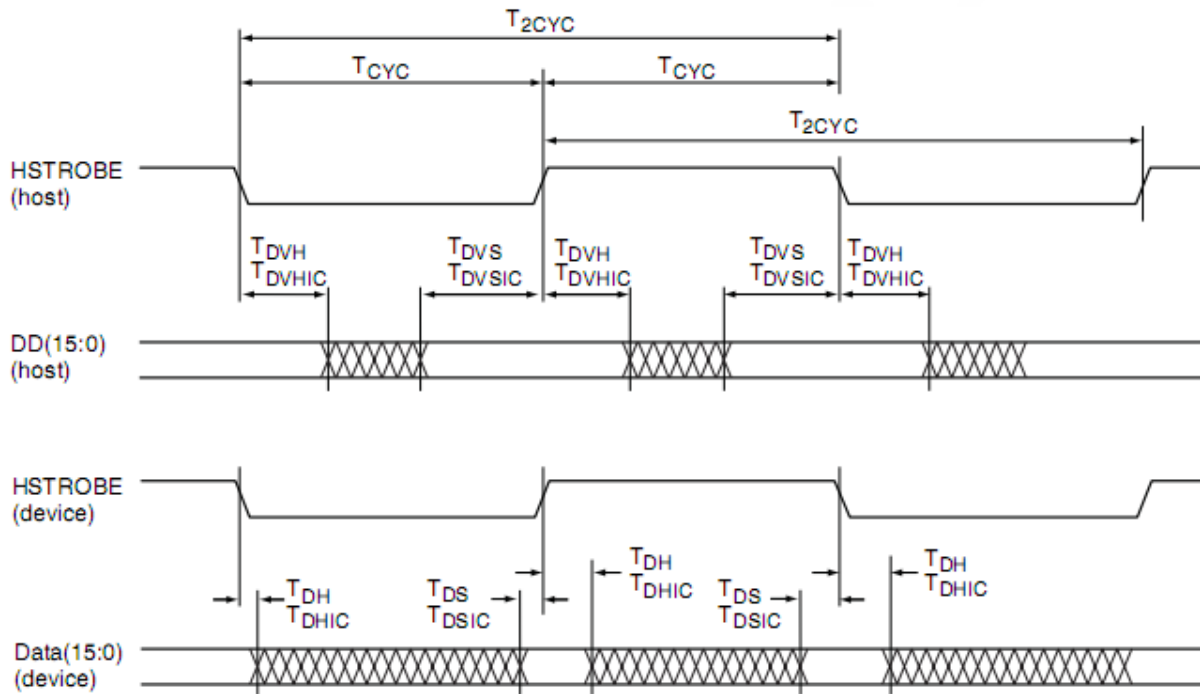 T2CYC
TCYC TCYC
T2CYC
HSTROBE
(host)
TDVH TDVS TDVH TDVS TDVH
TDVHIC TDVSIC TDVHIC TDVSIC TDVHIC
DD(15:0)
(host)
HSTROBE
(device)
TDH TDH
TDHIC TDHIC
TDH TDS TDS
TDHIC TDSIC TDSIC
Data(15:0)
(device)